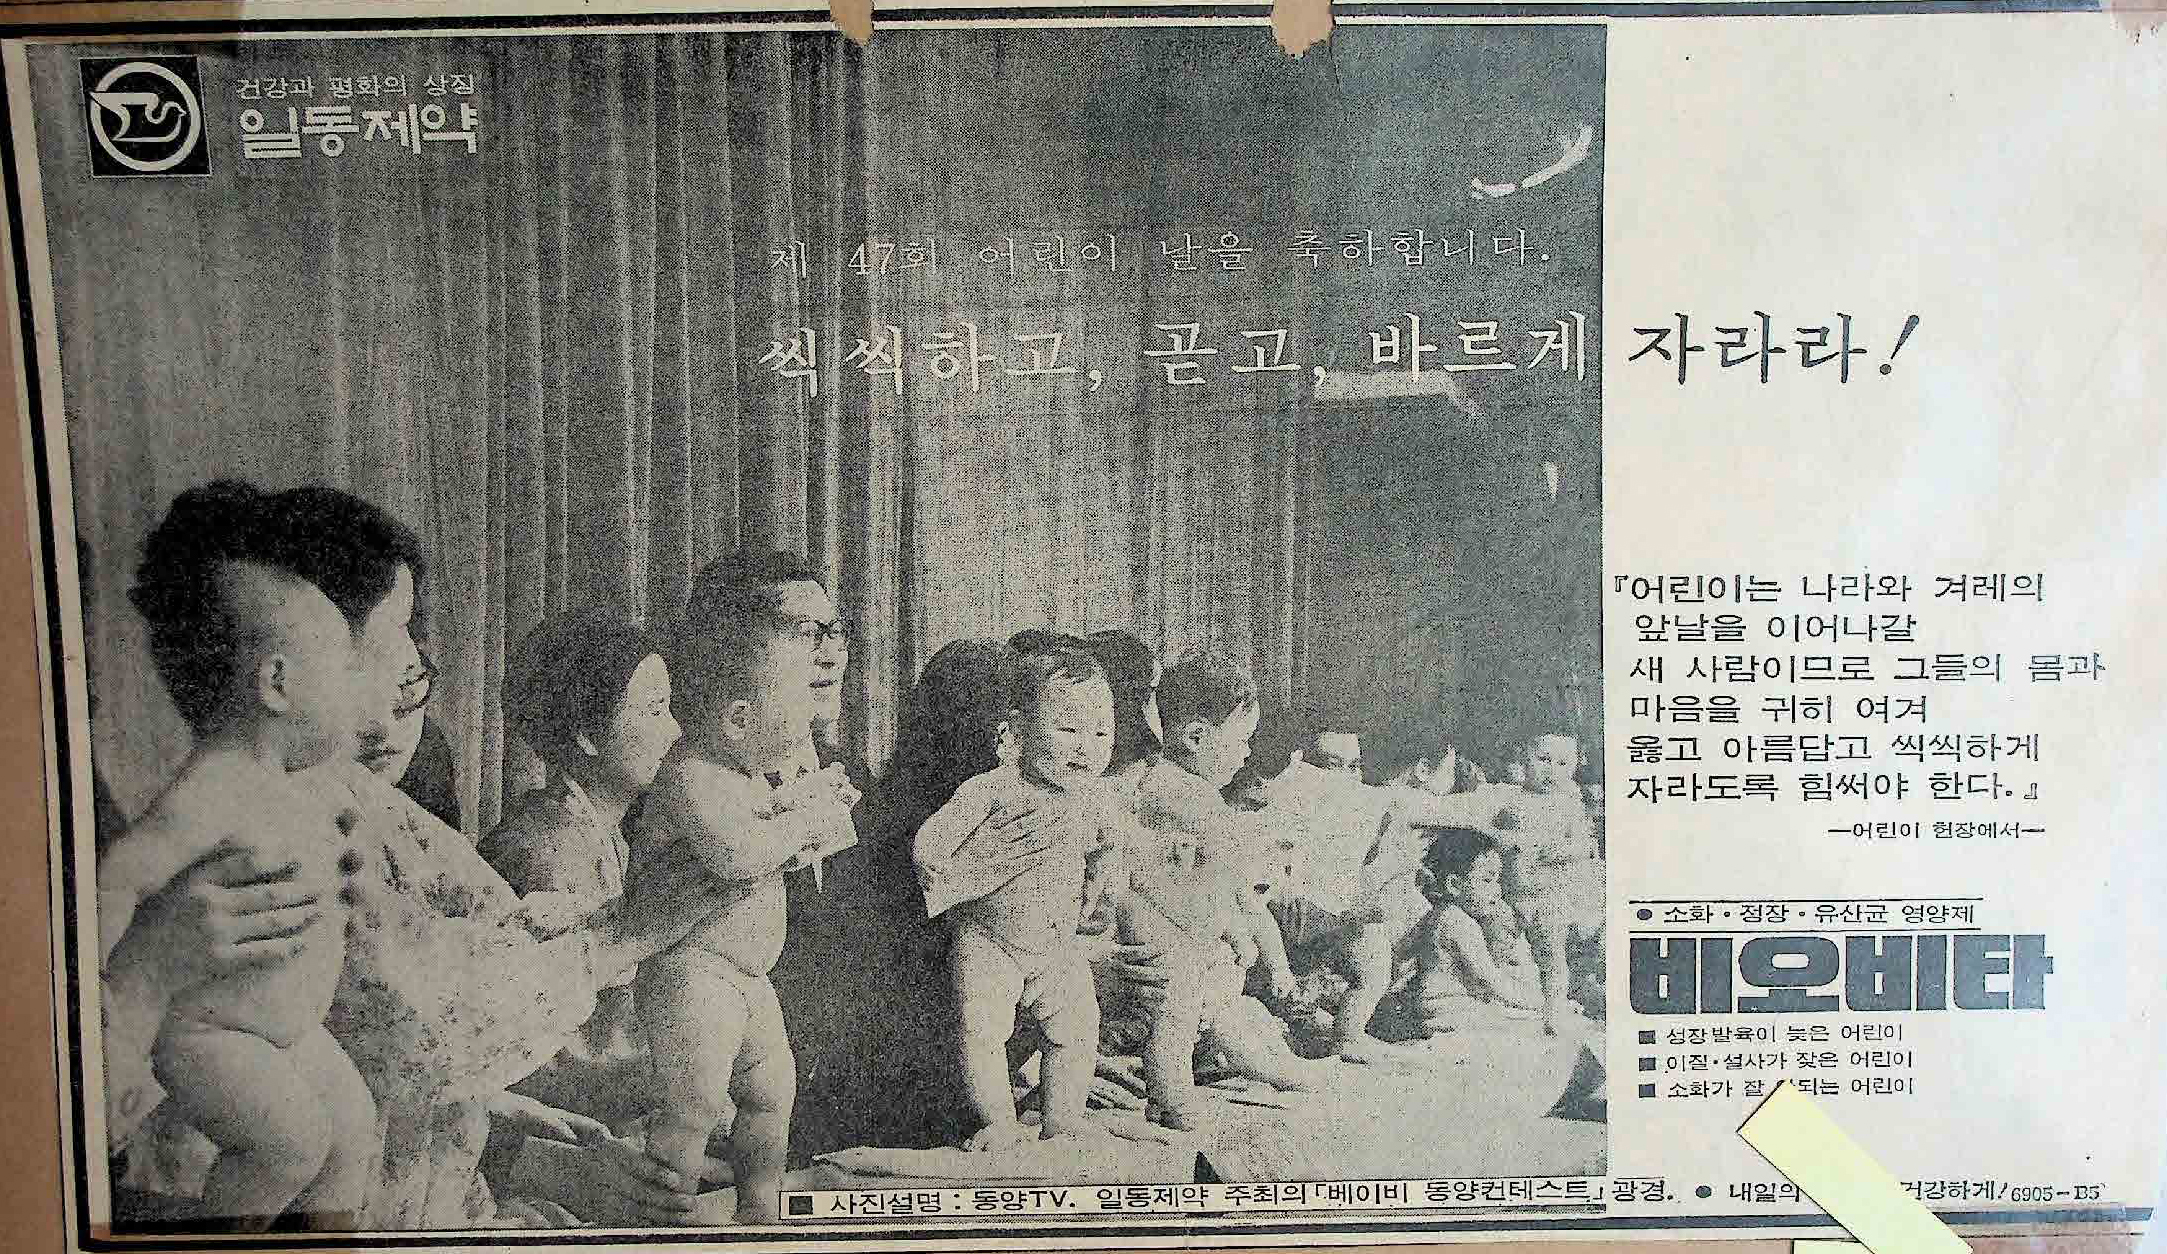 건강과 평화의 상징
일동제약
제 47회 어린이 날을 축하합니다.
씩씩하고, 곧고, 바르게 자라라!
『어린이는 나라와 겨레의
앞날을 이어나갈
새 사람이므로 그들의 몸과
마음을 귀히 여겨
옳고 아름답고 씩씩하게
자라도록 힘써야 한다.』
—어린이 헌장에서—
● 소화·정장·유산균 영양제
비오비타
■ 성장발육이 늦은 어린이
■ 이질·설사가 잦은 어린이
■ 소화가 잘 되는 어린이
■ 사진설명 : 동양TV. 일동제약 주최의 「베이비 동양컨테스트」 광경. ● 내일의 건강하게! 6905-B5